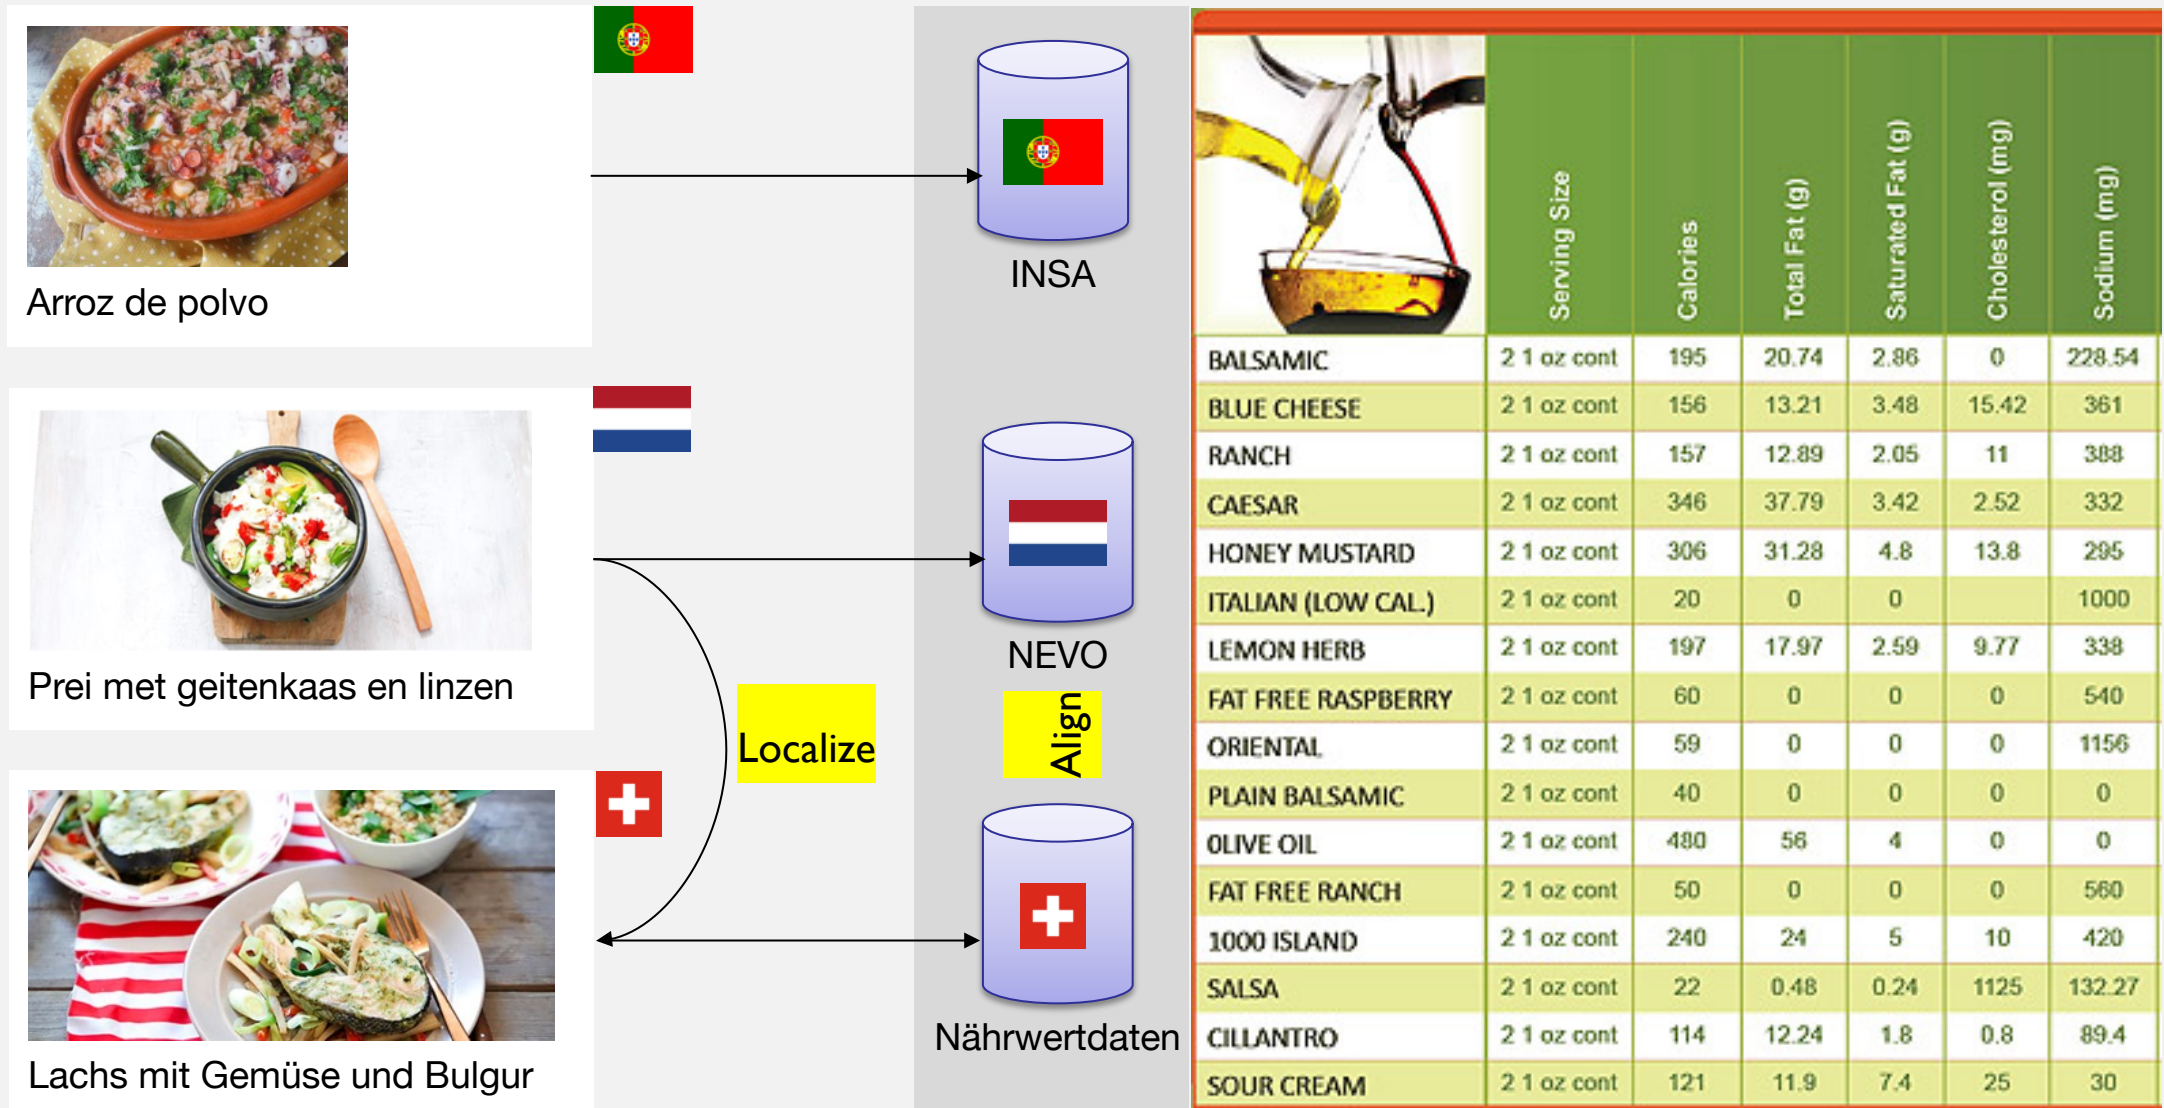 Arroz de polvo
INSA
Prei met geitenkaas en linzen
NEVO
Localize
Align
Lachs mit Gemüse und Bulgur
Nährwertdaten
Serving Size Calories Total Fat (g) Saturated Fat (g) Cholesterol (mg) Sodium (mg)
BALSAMIC 2 1 oz cont 195 20.74 2.86 0 228.54
BLUE CHEESE 2 1 oz cont 156 13.21 3.48 15.42 361
RANCH 2 1 oz cont 157 12.89 2.05 11 388
CAESAR 2 1 oz cont 346 37.79 3.42 2.52 332
HONEY MUSTARD 2 1 oz cont 306 31.28 4.8 13.8 295
ITALIAN (LOW CAL.) 2 1 oz cont 20 0 0 1000
LEMON HERB 2 1 oz cont 197 17.97 2.59 9.77 338
FAT FREE RASPBERRY 2 1 oz cont 60 0 0 0 540
ORIENTAL 2 1 oz cont 59 0 0 0 1156
PLAIN BALSAMIC 2 1 oz cont 40 0 0 0 0
0LIVE OIL 2 1 oz cont 480 56 4 0 0
FAT FREE RANCH 2 1 oz cont 50 0 0 0 560
1000 ISLAND 2 1 oz cont 240 24 5 10 420
SALSA 2 1 oz cont 22 0.48 0.24 1125 132.27
CILLANTRO 2 1 oz cont 114 12.24 1.8 0.8 89.4
SOUR CREAM 2 1 oz cont 121 11.9 7.4 25 30